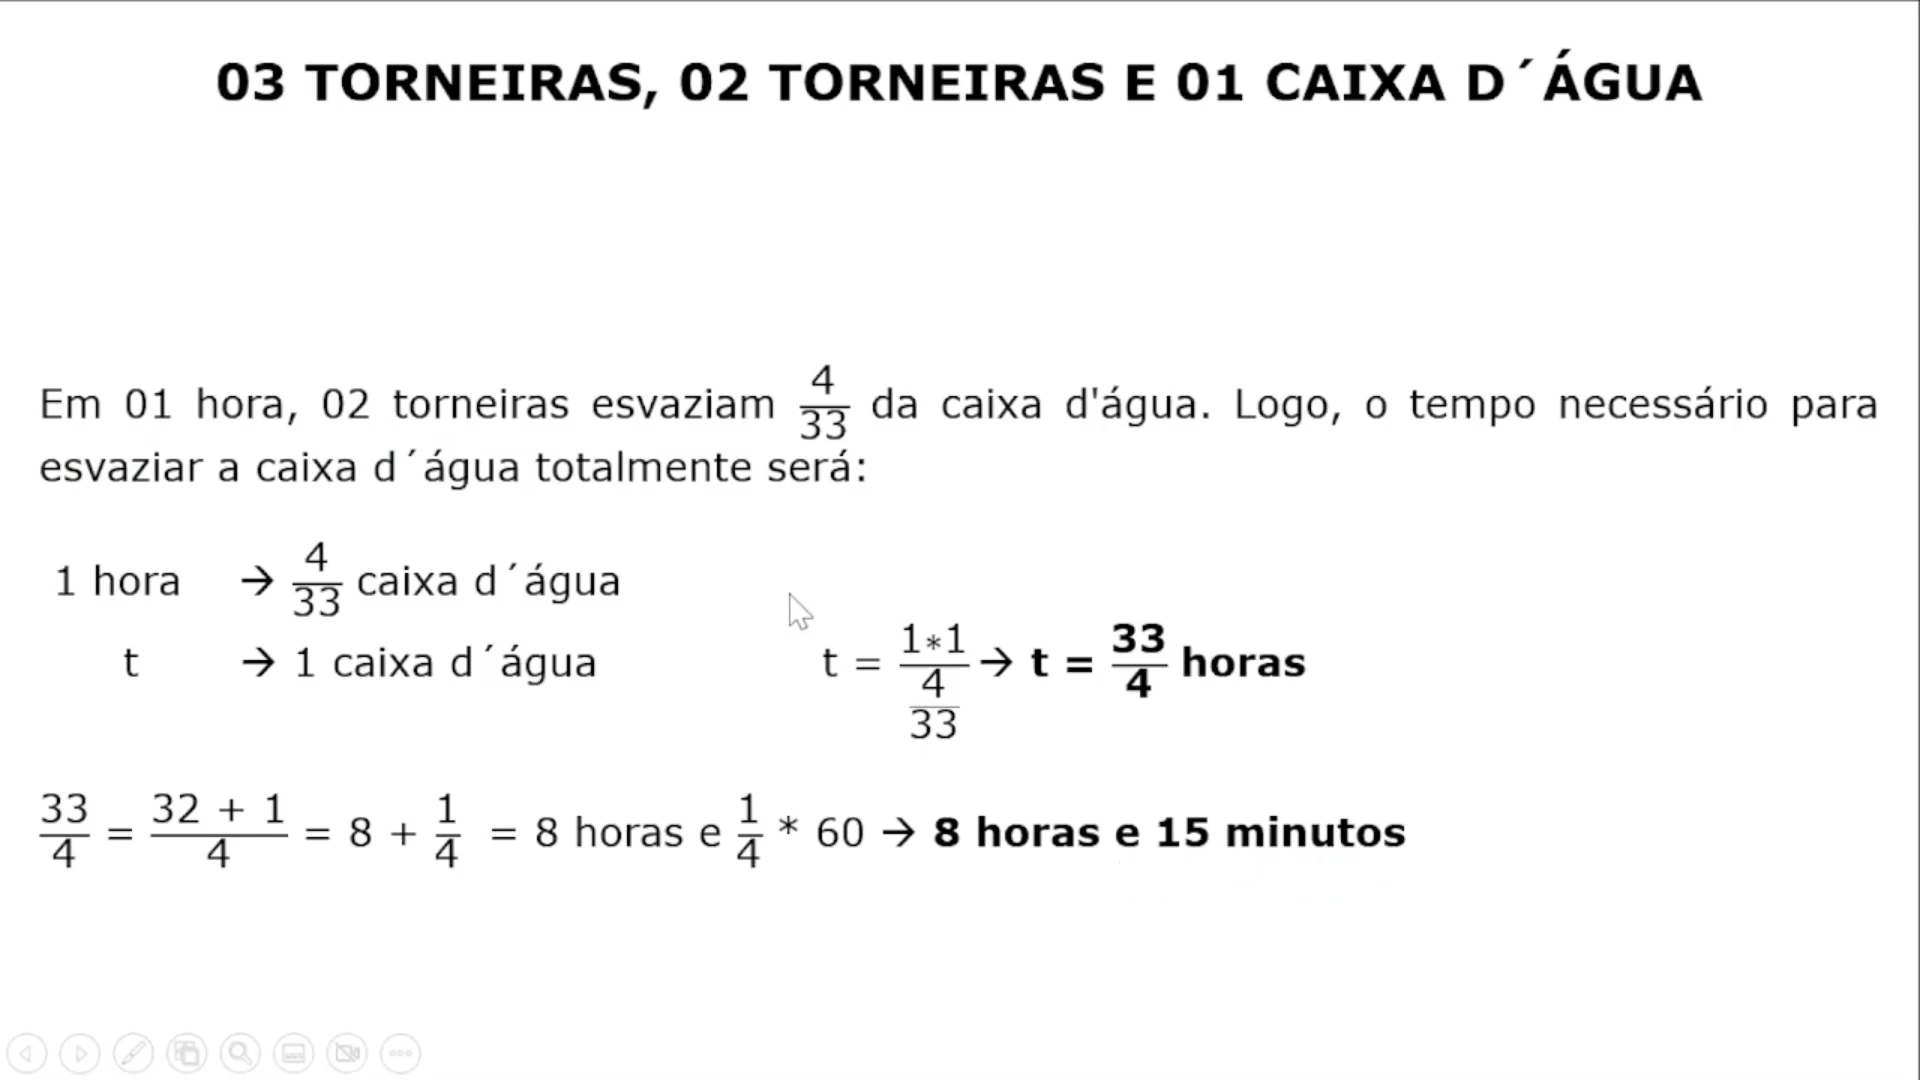 03 TORNEIRAS, 02 TORNEIRAS E 01 CAIXA D´ÁGUA
Em 01 hora, 02 torneiras esvaziam 4/33 da caixa d'água. Logo, o tempo necessário para
esvaziar a caixa d´água totalmente será:
1 hora → 4/33 caixa d´água
t → 1 caixa d´água
t = (1*1)/(4/33) → t = 33/4 horas
33/4 = (32 + 1)/4 = 8 + 1/4 = 8 horas e 1/4 * 60 → 8 horas e 15 minutos